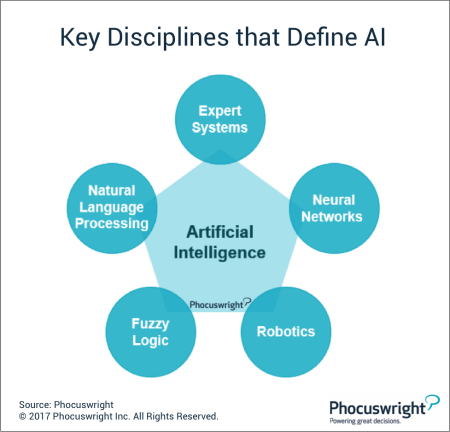 Key Disciplines that Define AI
Expert
Systems
Natural
Language
Processing
Neural
Networks
Artificial
Intelligence
Phocuswright
Fuzzy
Logic
Robotics
Source: Phocuswright
© 2017 Phocuswright Inc. All Rights Reserved.
Phocuswright
Powering great decisions.